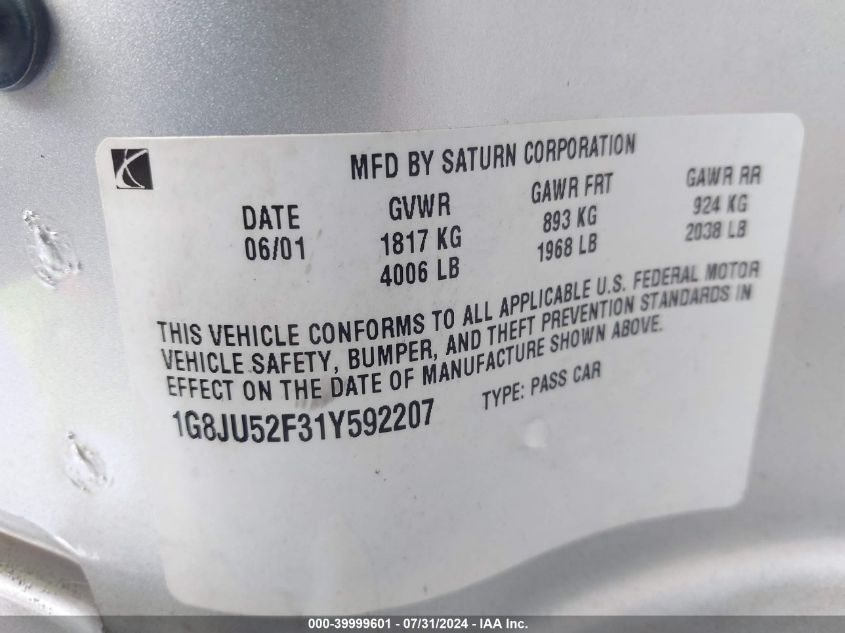 MFD BY SATURN CORPORATION
DATE GVWR GAWR FRT GAWR RR
06/01 1817 KG 893 KG 924 KG
4006 LB 1968 LB 2038 LB
THIS VEHICLE CONFORMS TO ALL APPLICABLE U.S. FEDERAL MOTOR
VEHICLE SAFETY, BUMPER, AND THEFT PREVENTION STANDARDS IN
EFFECT ON THE DATE OF MANUFACTURE SHOWN ABOVE.
1G8JU52F31Y592207 TYPE: PASS CAR
000-39999601 / 07/31/2024 - IAA Inc.